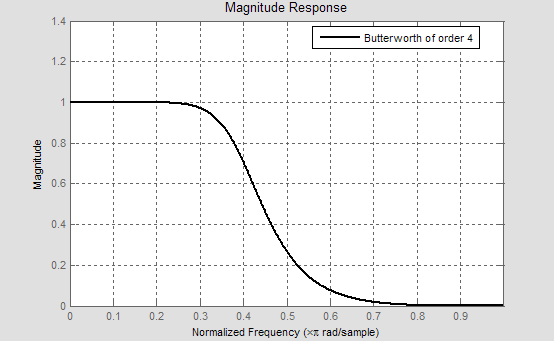 Magnitude Response
Butterworth of order 4
Magnitude
1.4
1.2
1
0.8
0.6
0.4
0.2
0
0 0.1 0.2 0.3 0.4 0.5 0.6 0.7 0.8 0.9
Normalized Frequency (×π rad/sample)